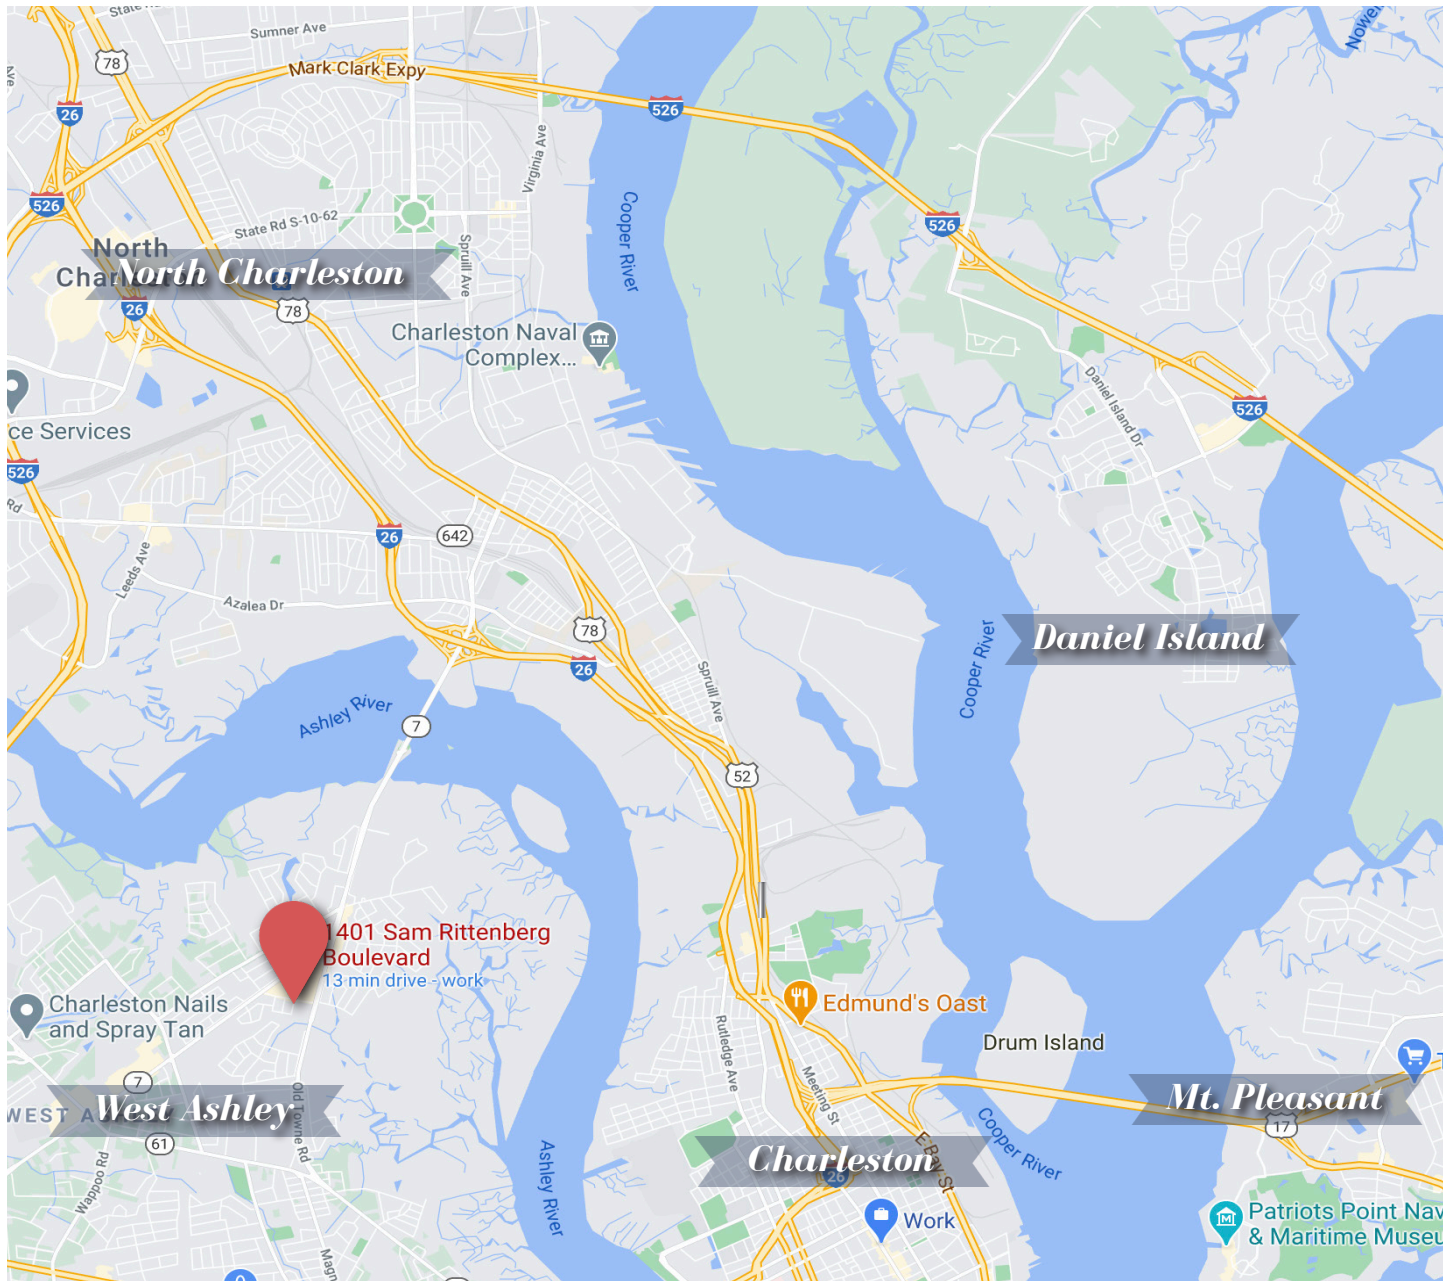 Sumner Ave
78
Mark Clark Expy
26
526
Nowell
526
Virginia Ave
Cooper River
526
State Rd S-10-62
526
North
Spruill Ave
North Charleston
26
78
Charleston Naval
Complex...
Daniel Island Dr
526
ce Services
526
Rd
26
642
Leeds Ave
Azalea Dr
78
26
Cooper River
Daniel Island
Spruill Ave
Ashley River
7
52
1401 Sam Rittenberg
Boulevard
13 min drive - work
Charleston Nails
and Spray Tan
Edmund's Oast
Rutledge Ave
Drum Island
Meeting St
7
WEST A
West Ashley
Old Towne Rd
61
Wappoo Rd
Mt. Pleasant
17
Cooper River
E Bay St
Charleston
26
Ashley River
Work
Patriots Point Nav
& Maritime Museu
Magn